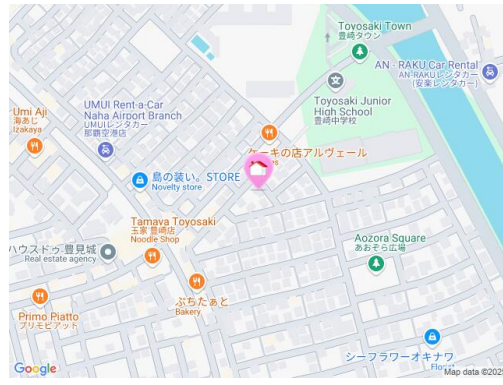 Toyosaki Town
豊崎タウン
AN - RAKU Car Rental
AN-RAKUレンタカー
(安楽レンタカー)
Toyosaki Junior
High School
豊崎中学校
UMUI Rent-a-Car
Naha Airport Branch
UMUIレンタカー
那覇空港店
Umi Aji
海あじ
Izakaya
ケーキの店アルヴェール
es
島の装い。STORE
Novelty store
Tamaya Toyosaki
玉家 豊崎店
Noodle Shop
ハウスドゥ豊見城
Real estate agency
Aozora Square
あおぞら広場
ぷちたぁと
Bakery
Primo Piatto
プリモピアット
シーフラワーオキナワ
Florist
Google
Map data ©202